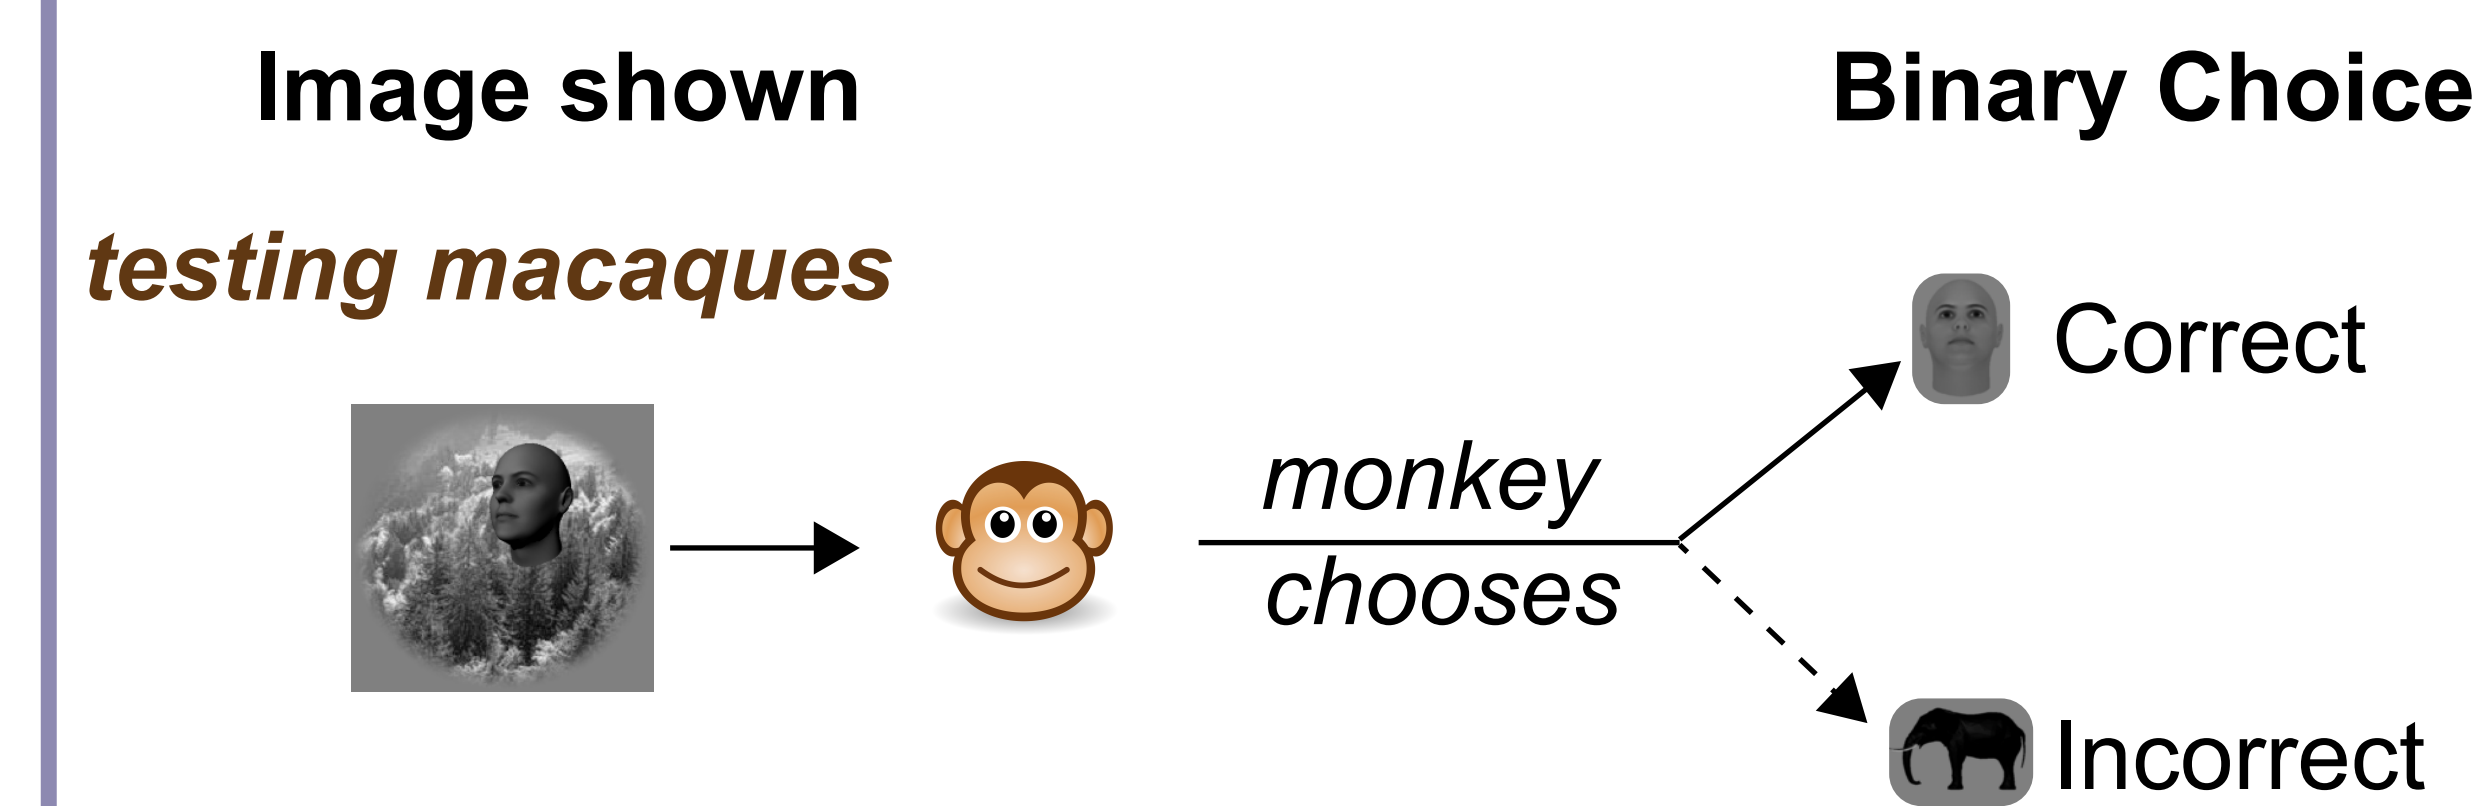 Image shown
Binary Choice
testing macaques
Correct
monkey
chooses
Incorrect